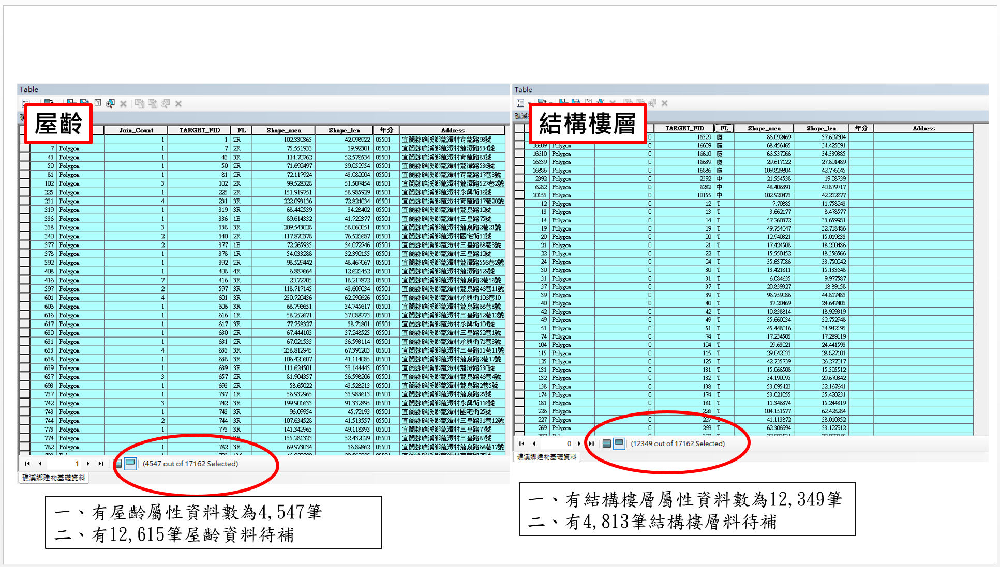 Table
屋齡
Join_Count TARGET_FID FL Shape_area Shape_len 年分 Address
1 1 2R 102.330365 42.098922 05501 宜蘭縣礁溪鄉龍潭村育龍路93號
7 Polygon 1 7 2R 75.551933 39.92301 05501 宜蘭縣礁溪鄉龍潭村龍潭路534號
43 Polygon 1 43 3R 114.70762 52.576534 05501 宜蘭縣礁溪鄉龍潭村育龍路83號
50 Polygon 1 50 2R 71.692497 39.052954 05501 宜蘭縣礁溪鄉龍潭村龍潭路536號
81 Polygon 1 81 2R 72.117924 43.082004 05501 宜蘭縣礁溪鄉龍潭村育龍路17巷3號
102 Polygon 3 102 2R 99.528328 51.507454 05501 宜蘭縣礁溪鄉龍潭村龍潭路527巷2號
225 Polygon 1 225 2R 151.919751 58.985929 05501 宜蘭縣礁溪鄉龍潭村永興街16號
231 Polygon 4 231 3R 222.093136 72.824034 05501 宜蘭縣礁溪鄉龍潭村育龍路17巷20號
319 Polygon 1 319 3R 68.442539 34.28402 05501 宜蘭縣礁溪鄉龍潭村龍泉路12號
336 Polygon 1 336 1B 89.614332 41.722377 05501 宜蘭縣礁溪鄉龍潭村三皇路75號
338 Polygon 3 338 3R 209.543028 58.060051 05501 宜蘭縣礁溪鄉龍潭村龍泉路2巷21號
340 Polygon 2 340 2R 117.870378 76.521687 05501 宜蘭縣礁溪鄉龍潭村國宅街31號
377 Polygon 2 377 1B 72.265935 34.072746 05501 宜蘭縣礁溪鄉龍潭村三皇路88巷3號
378 Polygon 1 378 1R 54.033288 32.392155 05501 宜蘭縣礁溪鄉龍潭村三皇路12號
392 Polygon 1 392 2R 98.529442 48.467067 05501 宜蘭縣礁溪鄉龍潭村龍潭路556巷2號
408 Polygon 1 408 4R 6.887664 12.621452 05501 宜蘭縣礁溪鄉龍潭村龍潭路529號
416 Polygon 7 416 3R 20.72705 18.217872 05501 宜蘭縣礁溪鄉龍潭村龍泉路2巷56號
597 Polygon 2 597 3R 118.717145 43.609034 05501 宜蘭縣礁溪鄉龍潭村龍泉路46巷11號
601 Polygon 4 601 3R 230.720436 62.292626 05501 宜蘭縣礁溪鄉龍潭村永興街106巷10
606 Polygon 1 606 3R 68.796651 34.745617 05501 宜蘭縣礁溪鄉龍潭村龍泉路68巷8號
616 Polygon 1 616 1R 58.252671 37.088773 05501 宜蘭縣礁溪鄉龍潭村三皇路52巷12號
617 Polygon 1 617 3R 77.758327 38.71801 05501 宜蘭縣礁溪鄉龍潭村永興街104號
630 Polygon 1 630 2R 67.444103 37.248525 05501 宜蘭縣礁溪鄉龍潭村三皇路52巷1號
631 Polygon 1 631 2R 67.021533 36.593114 05501 宜蘭縣礁溪鄉龍潭村永興街71巷3號
633 Polygon 4 633 3R 238.812945 67.391203 05501 宜蘭縣礁溪鄉龍潭村三皇路31巷11號
638 Polygon 1 638 3R 106.420607 41.114085 05501 宜蘭縣礁溪鄉龍潭村龍泉路2巷17號
639 Polygon 1 639 3R 111.624501 53.144445 05501 宜蘭縣礁溪鄉龍潭村龍潭路530號
657 Polygon 3 657 2R 81.904357 56.598206 05501 宜蘭縣礁溪鄉龍潭村龍泉路46巷4號
693 Polygon 1 693 2R 58.65022 43.528213 05501 宜蘭縣礁溪鄉龍潭村龍泉路2巷5號
737 Polygon 1 737 1R 56.932965 33.983613 05501 宜蘭縣礁溪鄉龍潭村龍泉路25號
742 Polygon 3 742 3R 199.901633 91.332895 05501 宜蘭縣礁溪鄉龍潭村永興街116號
743 Polygon 1 743 3R 96.09954 45.72193 05501 宜蘭縣礁溪鄉龍潭村國宅街25號
744 Polygon 2 744 3R 107.634528 41.513557 05501 宜蘭縣礁溪鄉龍潭村三皇路31巷12號
773 Polygon 1 773 3R 141.342965 49.118393 05501 宜蘭縣礁溪鄉龍潭村三皇路77號
774 Polygon 1 774 3R 155.281323 52.432029 05501 宜蘭縣礁溪鄉龍潭村三皇路87號
782 Polygon 1 782 3R 69.973034 36.89862 05501 宜蘭縣礁溪鄉龍潭村龍泉路68巷17號
1 (4547 out of 17162 Selected)
礁溪鄉建物基礎資料
一、有屋齡屬性資料數為4,547筆
二、有12,615筆屋齡資料待補
Table
礁溪
結構樓層
TARGET_FID FL Shape_area Shape_len 年分 Address
0 16529 廠 86.092469 37.607604
16609 Polygon 0 16609 廠 68.456465 34.425091
16610 Polygon 0 16610 廠 66.537266 34.339385
16639 Polygon 0 16639 廠 29.617122 27.801489
16886 Polygon 0 16886 廠 109.829804 42.776145
2392 Polygon 0 2392 中 21.554538 19.08739
6282 Polygon 0 6282 中 48.406391 40.879717
10155 Polygon 0 10155 中 102.920473 42.212677
12 Polygon 0 12 T 7.70885 11.758243
13 Polygon 0 13 T 3.662177 8.478577
14 Polygon 0 14 T 57.260372 33.659981
19 Polygon 0 19 T 49.754047 32.718486
20 Polygon 0 20 T 12.940321 15.019833
21 Polygon 0 21 T 17.424508 18.200486
22 Polygon 0 22 T 15.550452 18.356566
24 Polygon 0 24 T 35.657086 33.750242
30 Polygon 0 30 T 13.421811 15.133648
31 Polygon 0 31 T 6.084635 9.977587
37 Polygon 0 37 T 20.839327 18.89158
39 Polygon 0 39 T 96.759086 44.817483
40 Polygon 0 40 T 37.20469 24.647405
42 Polygon 0 42 T 10.838814 18.929319
49 Polygon 0 49 T 35.660034 32.752948
51 Polygon 0 51 T 45.448016 34.942195
74 Polygon 0 74 T 17.234505 17.289119
104 Polygon 0 104 T 29.63021 24.441593
115 Polygon 0 115 T 29.042033 28.827101
125 Polygon 0 125 T 42.735739 26.277017
131 Polygon 0 131 T 15.066508 15.505512
132 Polygon 0 132 T 54.190095 29.670342
138 Polygon 0 138 T 53.095423 32.167641
174 Polygon 0 174 T 53.021055 35.420231
181 Polygon 0 181 T 11.346374 15.244819
226 Polygon 0 226 T 104.151577 62.428284
227 Polygon 0 227 T 41.113872 38.010352
269 Polygon 0 269 T 62.306994 33.127912
0 (12349 out of 17162 Selected)
礁溪鄉建物基礎資料
一、有結構樓層屬性資料數為12,349筆
二、有4,813筆結構樓層料待補